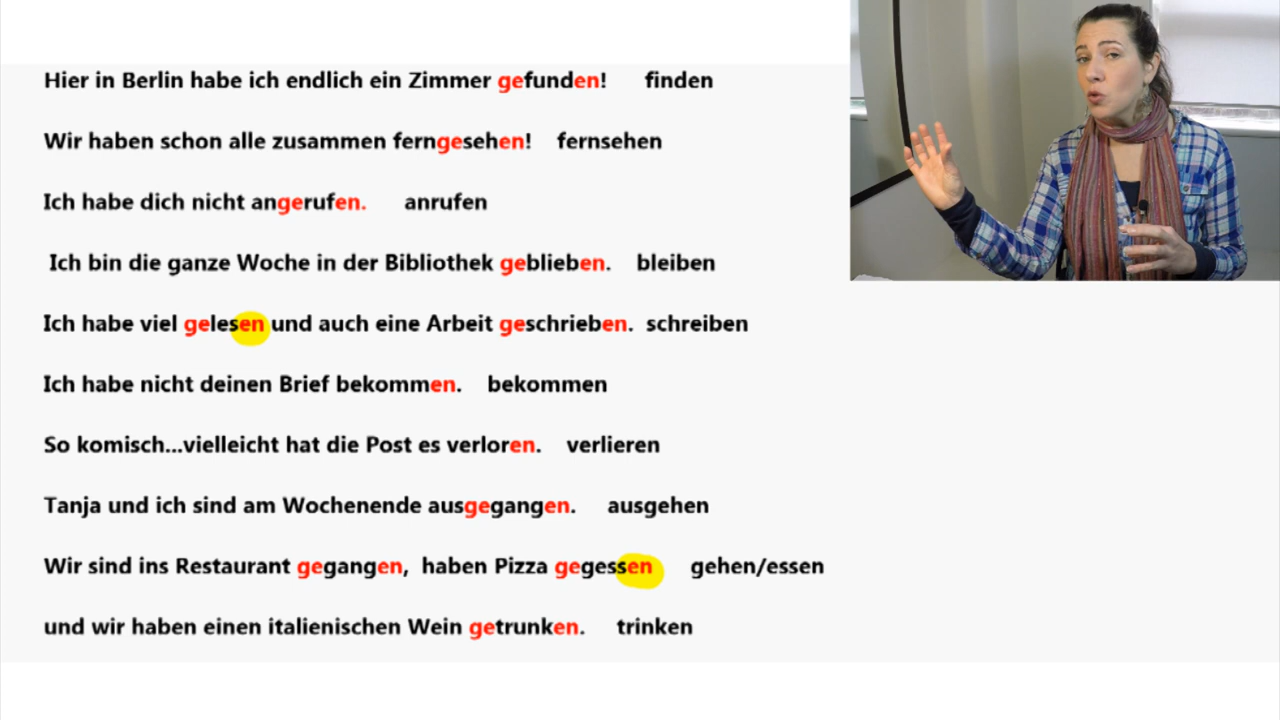 Hier in Berlin habe ich endlich ein Zimmer gefunden! finden
Wir haben schon alle zusammen ferngesehen! fernsehen
Ich habe dich nicht angerufen. anrufen
Ich bin die ganze Woche in der Bibliothek geblieben. bleiben
Ich habe viel gelesen und auch eine Arbeit geschrieben. schreiben
Ich habe nicht deinen Brief bekommen. bekommen
So komisch...vielleicht hat die Post es verloren. verlieren
Tanja und ich sind am Wochenende ausgegangen. ausgehen
Wir sind ins Restaurant gegangen, haben Pizza gegessen gehen/essen
und wir haben einen italienischen Wein getrunken. trinken